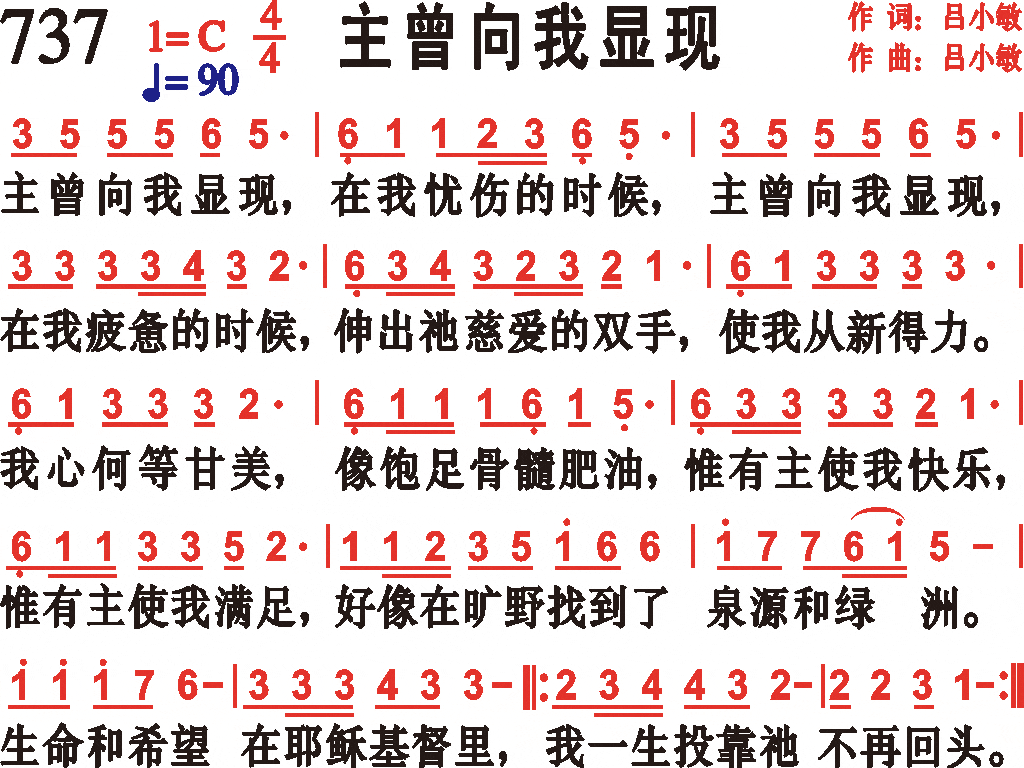 737 1=C 4/4 主曾向我显现 作 词：吕小敏
♩=90 作 曲：吕小敏
3 5 5 5 6 5· | 6 1 1 2 3 6 5 · | 3 5 5 5 6 5· |
主曾向我显现，在我忧伤的时候，主曾向我显现，
3 3 3 3 4 3 2· | 6 3 4 3 2 3 2 1 · | 6 1 3 3 3 3 · |
在我疲惫的时候，伸出祂慈爱的双手，使我从新得力。
6 1 3 3 3 2 · | 6 1 1 1 6 1 5· | 6 3 3 3 3 2 1· |
我心何等甘美，像饱足骨髓肥油，惟有主使我快乐，
6 1 1 3 3 5 2· | 1 1 2 3 5 i 6 6 | i 7 7 6 i 5 – |
惟有主使我满足，好像在旷野找到了 泉源和绿 洲。
i i i 7 6– | 3 3 3 4 3 3– ‖: 2 3 4 4 3 2– | 2 2 3 1– :‖
生命和希望 在耶稣基督里，我一生投靠祂 不再回头。